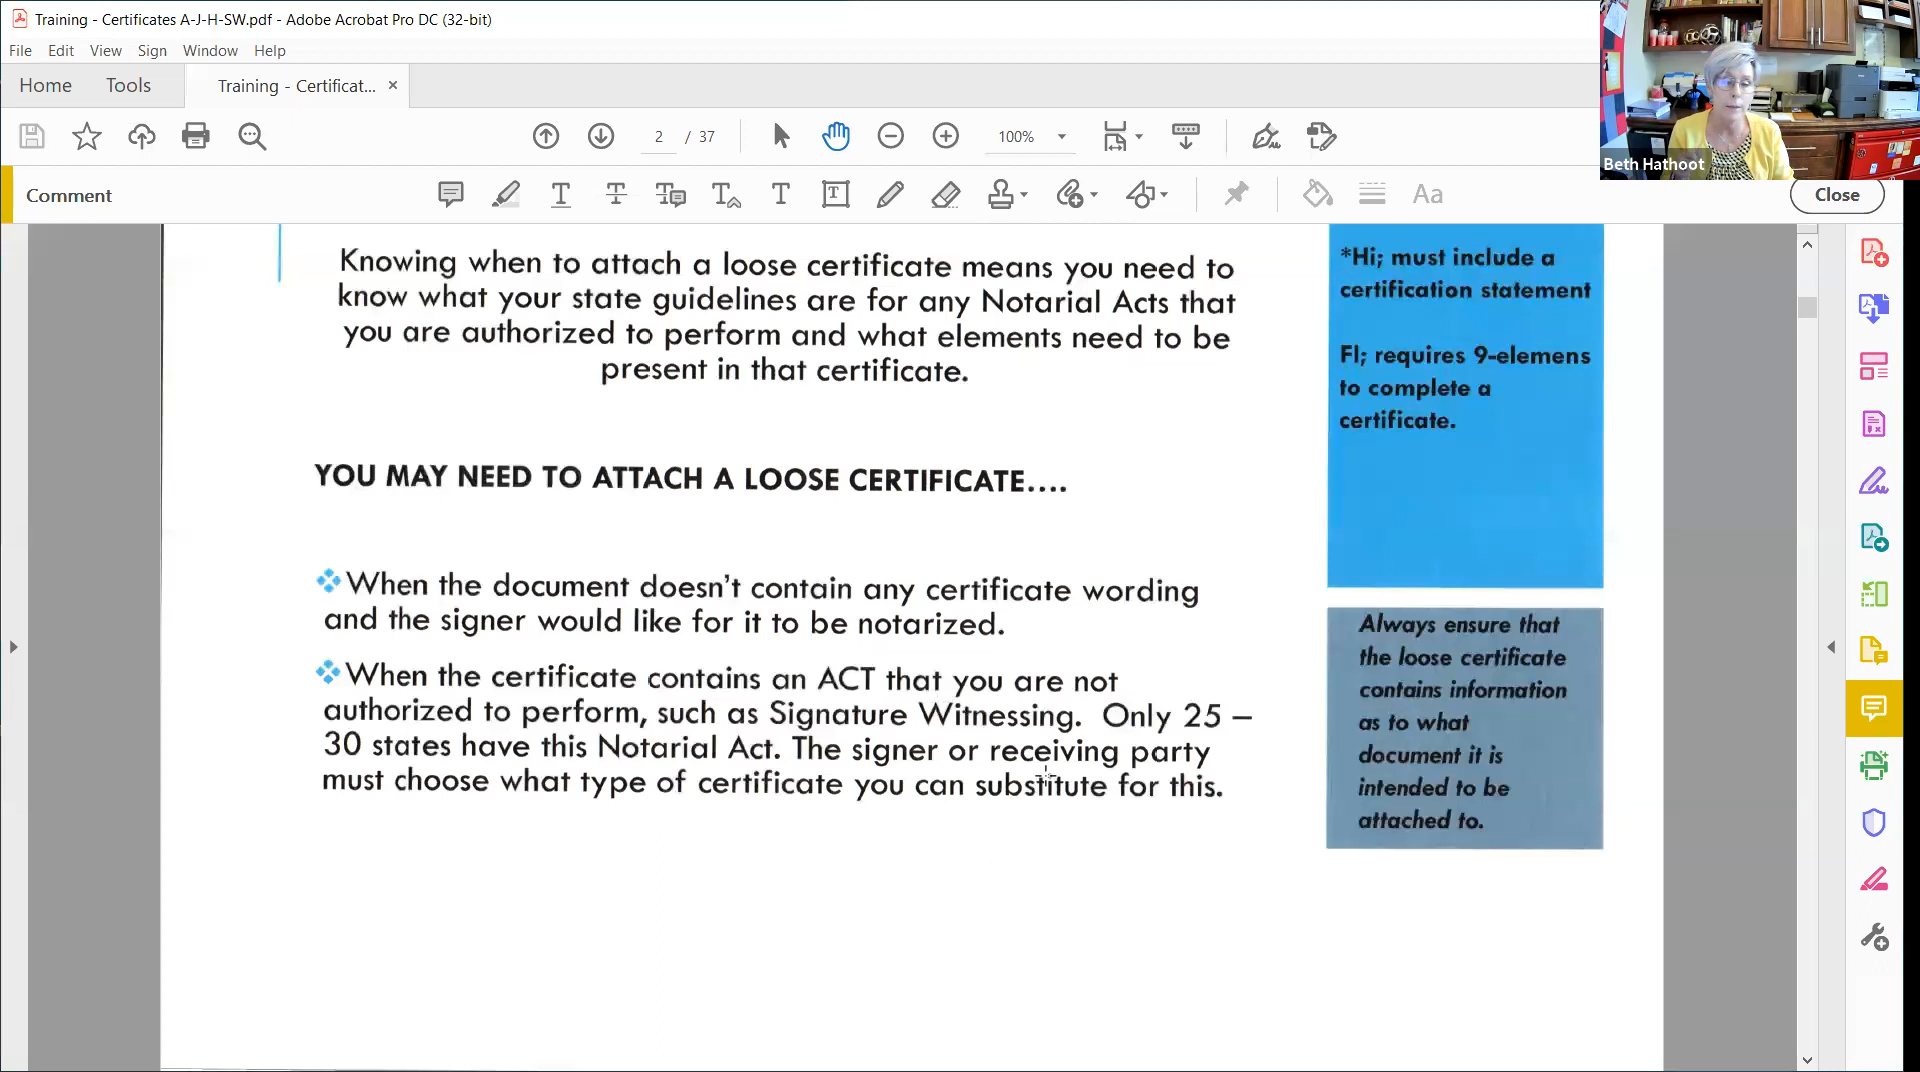 Training - Certificates A-J-H-SW.pdf - Adobe Acrobat Pro DC (32-bit)
File Edit View Sign Window Help
Home Tools Training - Certificat... ×
2 / 37 100%
Beth Hathoot
Comment
Close
Knowing when to attach a loose certificate means you need to
know what your state guidelines are for any Notarial Acts that
you are authorized to perform and what elements need to be
present in that certificate.
YOU MAY NEED TO ATTACH A LOOSE CERTIFICATE....
When the document doesn't contain any certificate wording
and the signer would like for it to be notarized.
When the certificate contains an ACT that you are not
authorized to perform, such as Signature Witnessing. Only 25 –
30 states have this Notarial Act. The signer or receiving party
must choose what type of certificate you can substitute for this.
*Hi; must include a
certification statement
Fl; requires 9-elemens
to complete a
certificate.
Always ensure that
the loose certificate
contains information
as to what
document it is
intended to be
attached to.